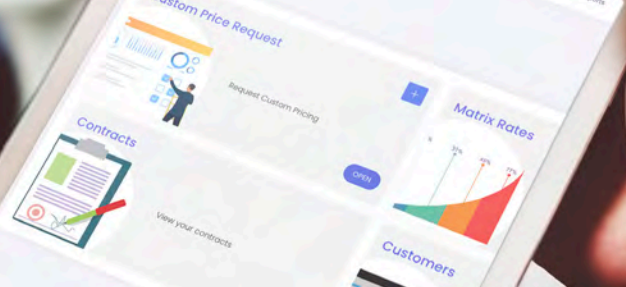 Custom Price Request
Request Custom Pricing
OPEN
Matrix Rates
Contracts
View your contracts
Customers